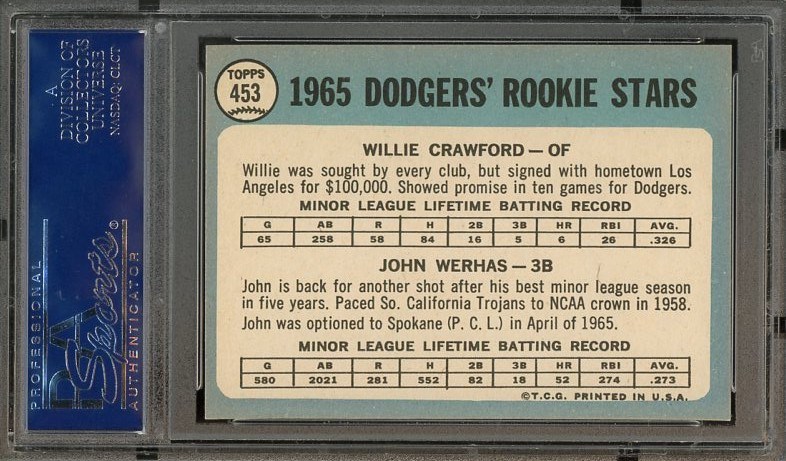 A
DIVISION OF
COLLECTORS
UNIVERSE
NASDAQ: CLCT
PROFESSIONAL
PSA
Sports®
AUTHENTICATOR
TOPPS
453
1965 DODGERS' ROOKIE STARS
WILLIE CRAWFORD — OF
Willie was sought by every club, but signed with hometown Los
Angeles for $100,000. Showed promise in ten games for Dodgers.
MINOR LEAGUE LIFETIME BATTING RECORD
G AB R H 2B 3B HR RBI AVG.
65 258 58 84 16 5 6 26 .326
JOHN WERHAS — 3B
John is back for another shot after his best minor league season
in five years. Paced So. California Trojans to NCAA crown in 1958.
John was optioned to Spokane (P. C. L.) in April of 1965.
MINOR LEAGUE LIFETIME BATTING RECORD
G AB R H 2B 3B HR RBI AVG.
580 2021 281 552 82 18 52 274 .273
©T.C.G. PRINTED IN U.S.A.